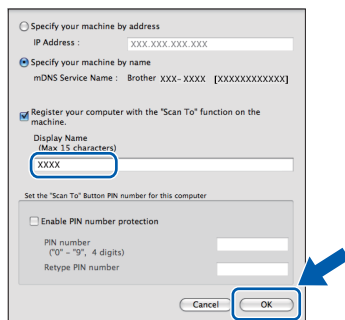 Specify your machine by address
IP Address : XXX.XXX.XXX.XXX
Specify your machine by name
mDNS Service Name : Brother XXX-XXXX [XXXXXXXXXXXX]
Register your computer with the "Scan To" function on the
machine.
Display Name
(Max 15 characters)
XXXX
Set the "Scan To" Button PIN number for this computer
Enable PIN number protection
PIN number
("0" – "9", 4 digits)
Retype PIN number
Cancel OK